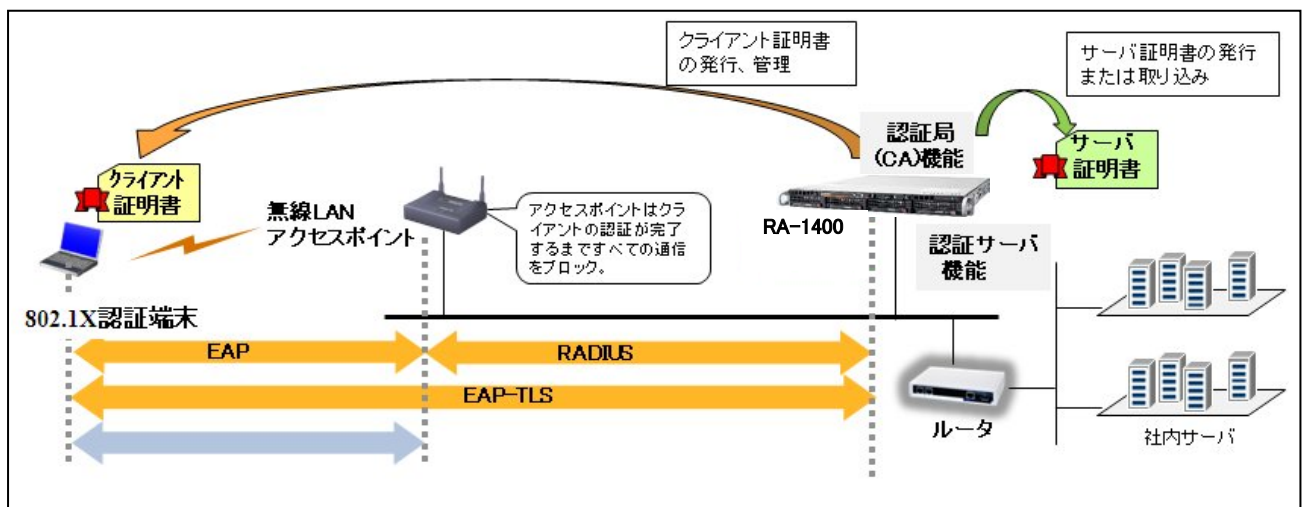 クライアント証明書
の発行、管理
サーバ証明書の発行
または取り込み
認証局
(CA)機能
サーバ
証明書
クライアント
証明書
無線LAN
アクセスポイント
アクセスポイントはクラ
イアントの認証が完了
するまですべての通信
をブロック。
RA-1400
認証サーバ
機能
802.1X認証端末
EAP
RADIUS
EAP-TLS
ルータ
社内サーバ